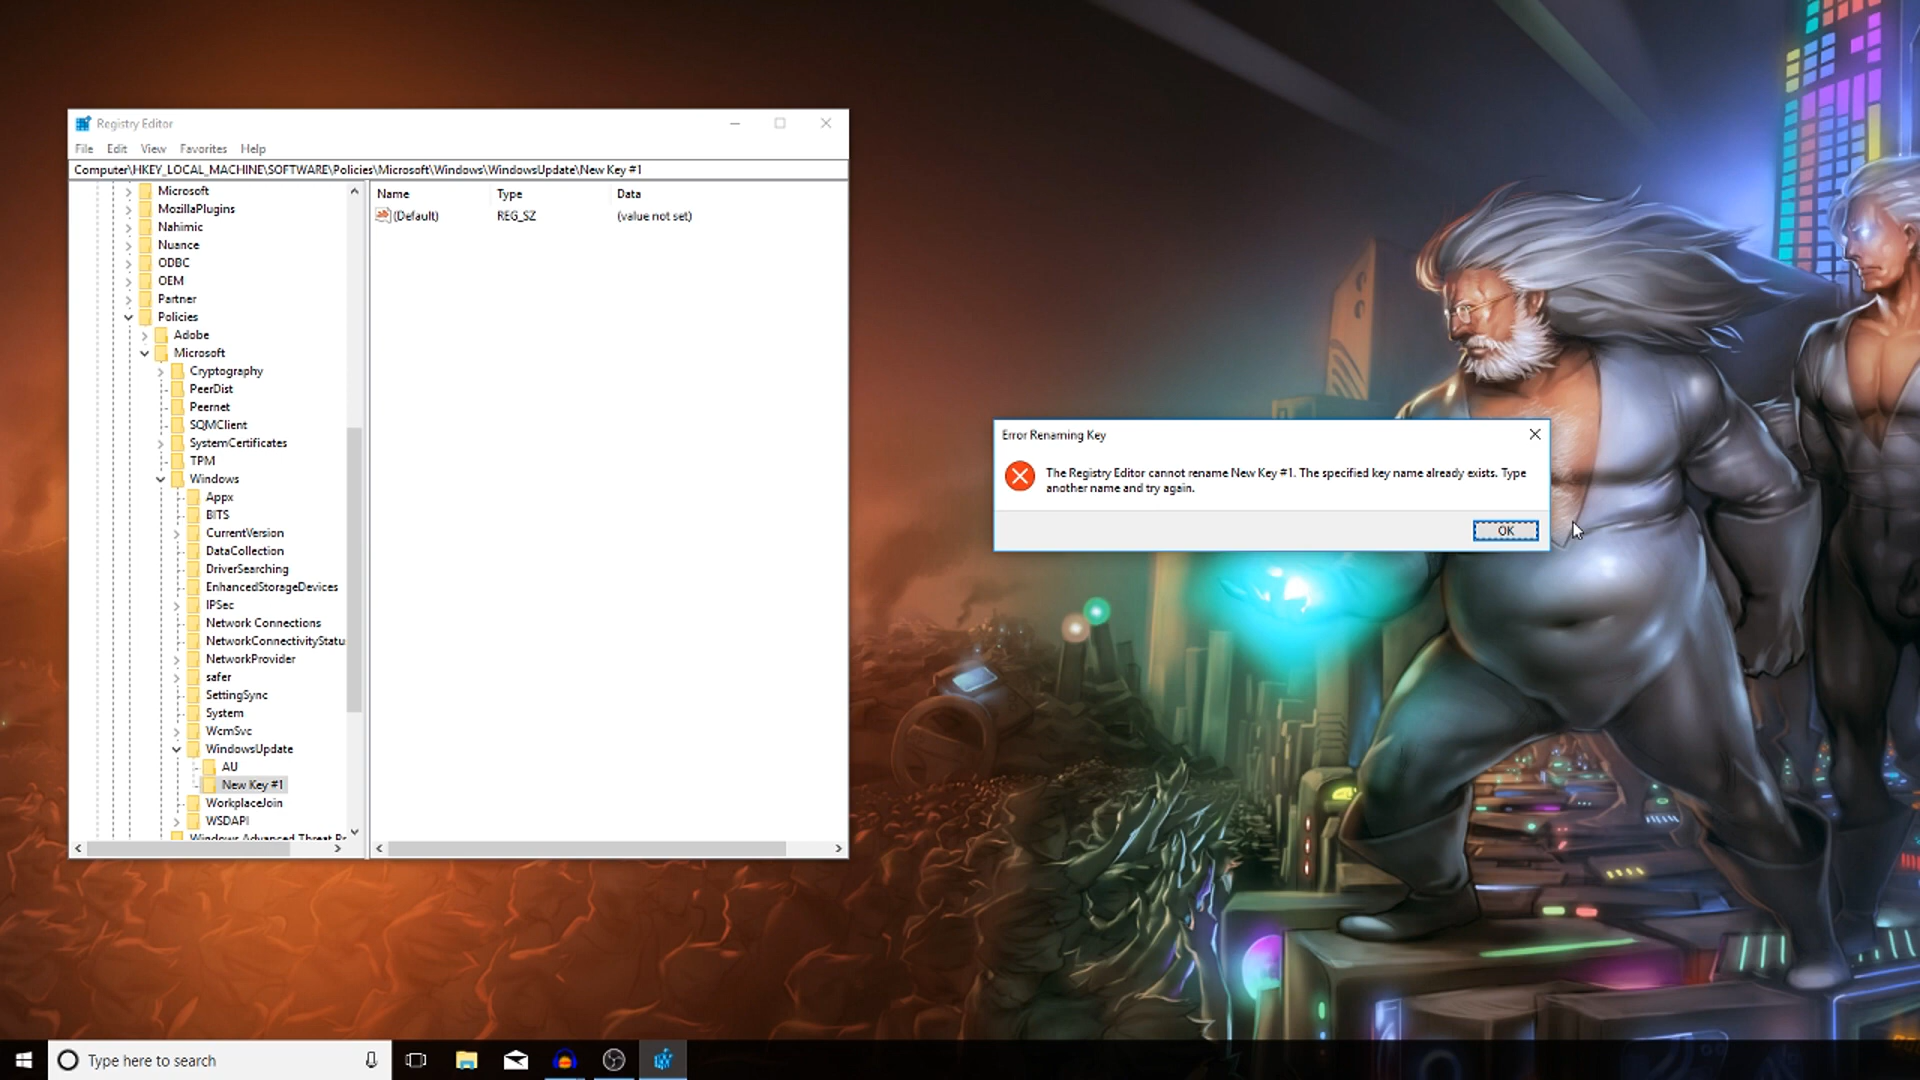 Registry Editor
File Edit View Favorites Help
Computer\HKEY_LOCAL_MACHINE\SOFTWARE\Policies\Microsoft\Windows\WindowsUpdate\New Key #1
Name Type Data
(Default) REG_SZ (value not set)
Microsoft
MozillaPlugins
Nahimic
Nuance
ODBC
OEM
Partner
Policies
Adobe
Microsoft
Cryptography
PeerDist
Peernet
SQMClient
SystemCertificates
TPM
Windows
Appx
BITS
CurrentVersion
DataCollection
DriverSearching
EnhancedStorageDevices
IPSec
Network Connections
NetworkConnectivityStatu
NetworkProvider
safer
SettingSync
System
WcmSvc
WindowsUpdate
AU
New Key #1
WorkplaceJoin
WSDAPI
Windows Advanced Threat Pr
Error Renaming Key
The Registry Editor cannot rename New Key #1. The specified key name already exists. Type
another name and try again.
OK
Type here to search